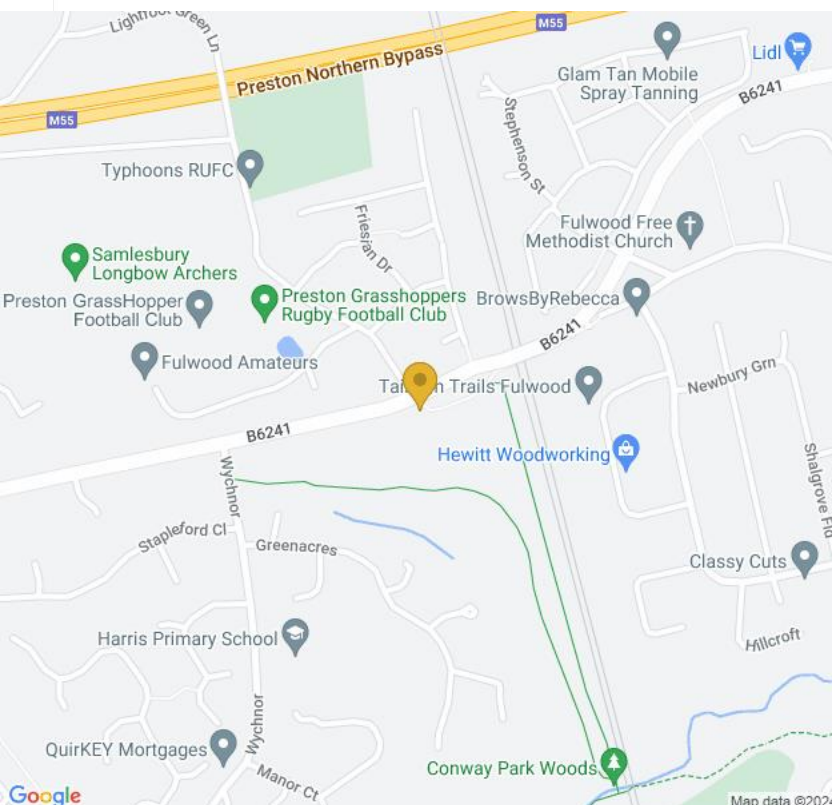 Lightfoot Green Ln
M55
Preston Northern Bypass
Lidl
Glam Tan Mobile
Spray Tanning
B6241
M55
Stephenson St
Typhoons RUFC
Friesian Dr
Fulwood Free
Methodist Church
Samlesbury
Longbow Archers
Preston GrassHopper
Football Club
Preston Grasshoppers
Rugby Football Club
BrowsByRebecca
B6241
Fulwood Amateurs
Trails Fulwood
Newbury Grn
B6241
Hewitt Woodworking
Wychnor
Shalgrove Fld
Stapleford Cl
Greenacres
Classy Cuts
Harris Primary School
Hillcroft
Wychnor
QuirKEY Mortgages
Manor Ct
Conway Park Woods
Google
Map data ©2024